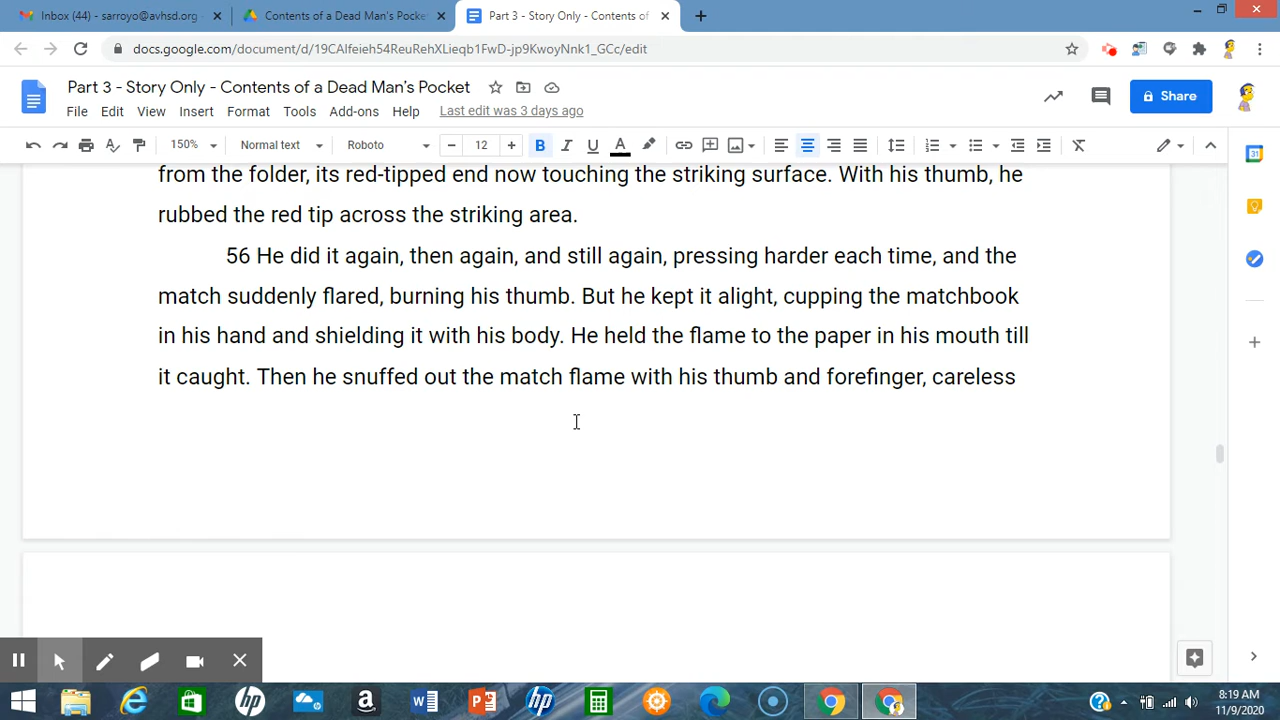 Inbox (44) - sarroyo@avhsd.org
Contents of a Dead Man's Pocket
Part 3 - Story Only - Contents of
docs.google.com/document/d/19CAlfeieh54ReuRehXLieqb1FwD-jp9KwoyNnk1_GCc/edit
Part 3 - Story Only - Contents of a Dead Man's Pocket
File Edit View Insert Format Tools Add-ons Help Last edit was 3 days ago
Share
150% Normal text Roboto 12 B I U A
from the folder, its red-tipped end now touching the striking surface. With his thumb, he
rubbed the red tip across the striking area.
56 He did it again, then again, and still again, pressing harder each time, and the
match suddenly flared, burning his thumb. But he kept it alight, cupping the matchbook
in his hand and shielding it with his body. He held the flame to the paper in his mouth till
it caught. Then he snuffed out the match flame with his thumb and forefinger, careless
8:19 AM
11/9/2020